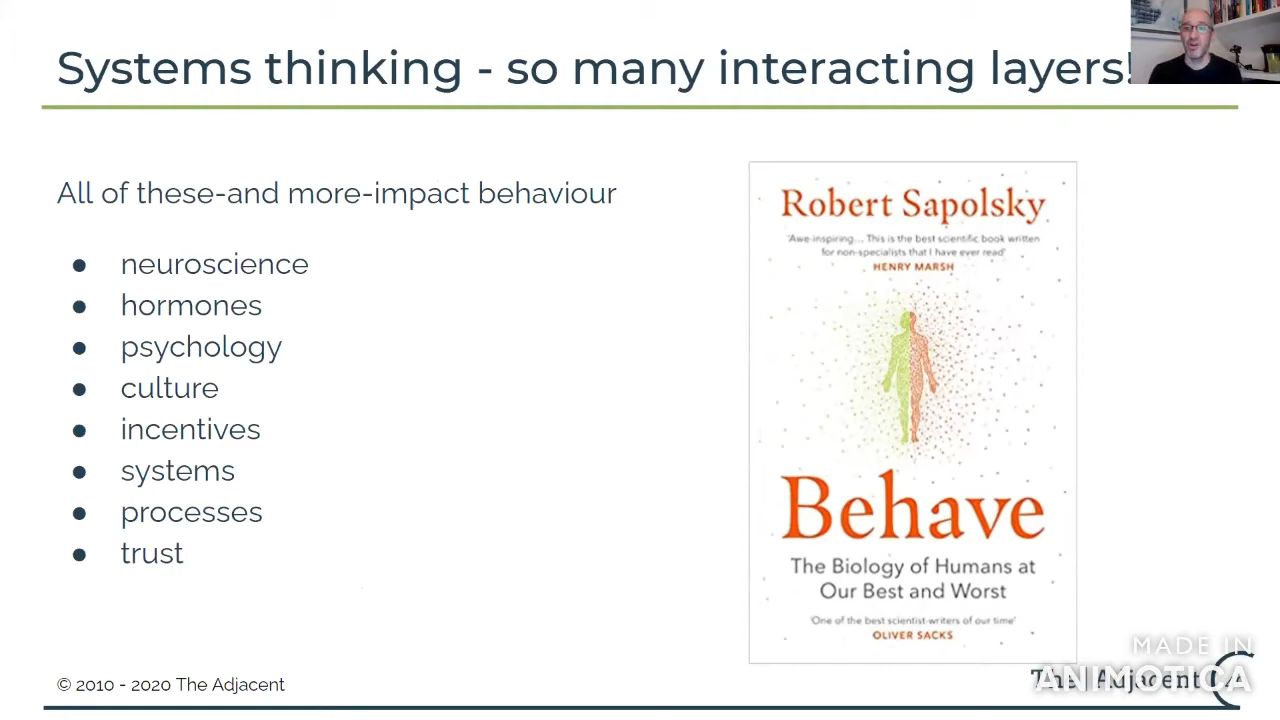 Systems thinking - so many interacting layers!
All of these-and more-impact behaviour
● neuroscience
● hormones
● psychology
● culture
● incentives
● systems
● processes
● trust
Robert Sapolsky
'Awe-inspiring... This is the best scientific book written
for non-specialists that I have ever read'
HENRY MARSH
Behave
The Biology of Humans at
Our Best and Worst
'One of the best scientist-writers of our time'
OLIVER SACKS
MADE IN
ANIMOTICA
© 2010 - 2020 The Adjacent
The Adjacent